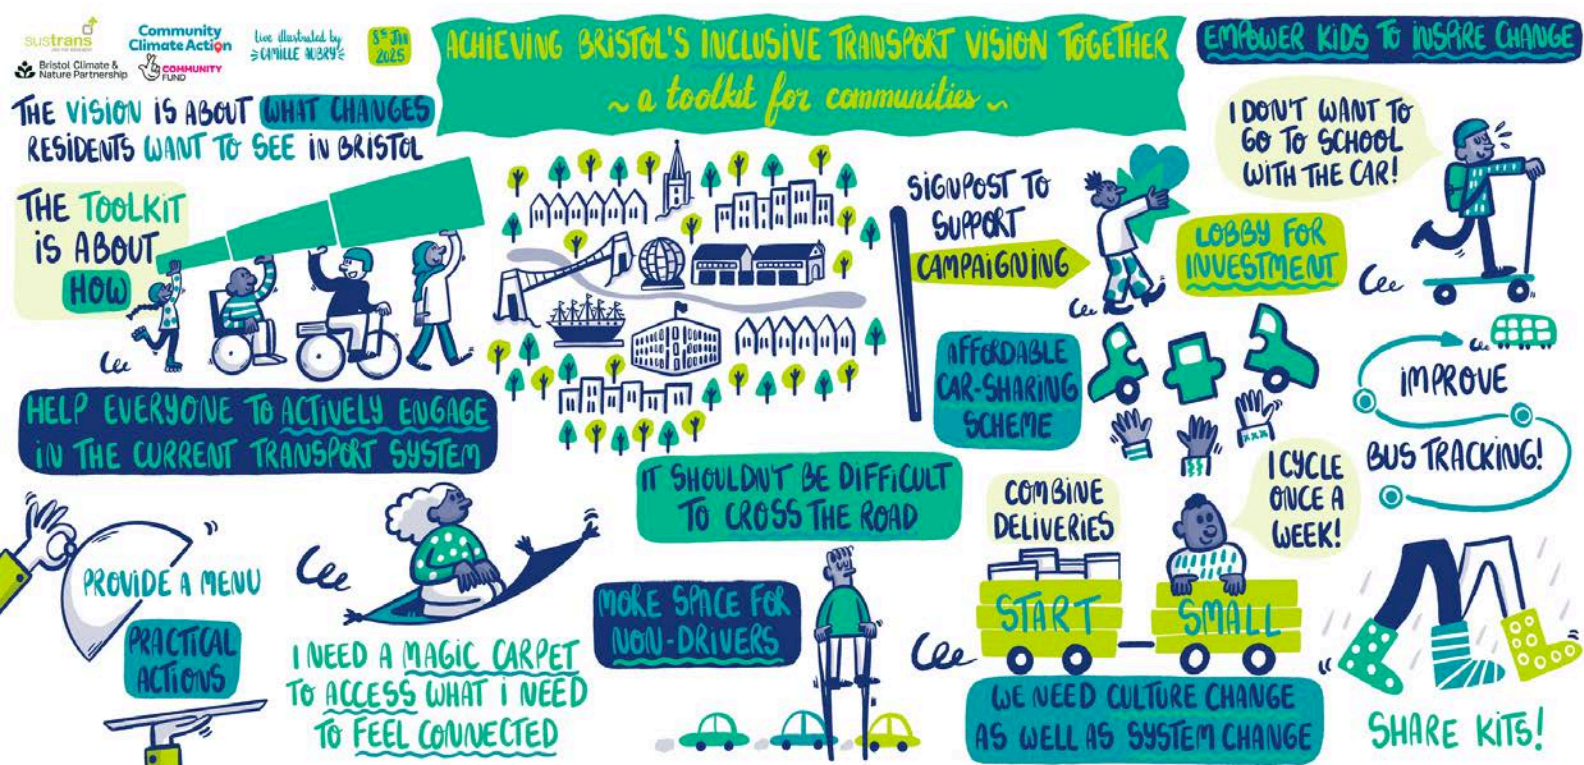 sustrans
JOIN THE MOVEMENT
Community
Climate Action
Bristol Climate &
Nature Partnership
COMMUNITY
FUND
live illustrated by
CAMILLE AUBRY
8th JAN
2025
ACHiEViNG BRiSTOL'S iNCLUSiVE TRANSPORT ViSiON TOGETHER
~ a toolkit for communities ~
EMPOWER KiDS TO iNSPiRE CHANGE
THE ViSiON iS ABOUT WHAT CHANGES
RESiDENTS WANT TO SEE iN BRiSTOL
THE TOOLKiT
iS ABOUT
HOW
HELP EVERYONE TO ACTiVELY ENGAGE
iN THE CURRENT TRANSPORT SYSTEM
SiGNPOST TO
SUPPORT
CAMPAiGNiNG
LOBBY FOR
iNVESTMENT
I DON'T WANT TO
GO TO SCHOOL
WiTH THE CAR!
AFFORDABLE
CAR-SHARiNG
SCHEME
iMPROVE
BUS TRACKiNG!
PROViDE A MENU
PRACTiCAL
ACTiONS
I NEED A MAGiC CARPET
TO ACCESS WHAT i NEED
TO FEEL CONNECTED
iT SHOULDN'T BE DiFFiCULT
TO CROSS THE ROAD
MORE SPACE FOR
NON-DRiVERS
COMBiNE
DELiVERiES
I CYCLE
ONCE A
WEEK!
START - SMALL
WE NEED CULTURE CHANGE
AS WELL AS SYSTEM CHANGE
SHARE KiTS!